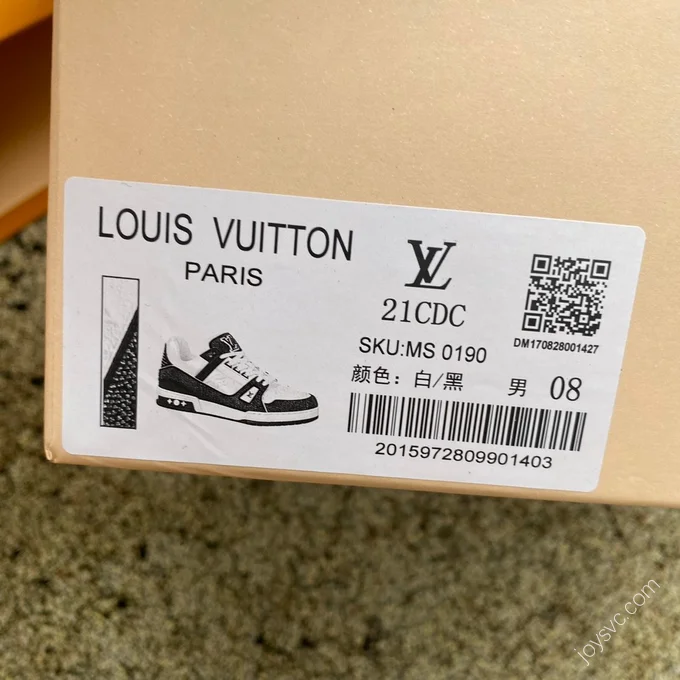 LOUIS VUITTON
PARIS
LV
21CDC
SKU:MS 0190
颜色：白/黑 男 08
2015972809901403
DM170828001427
joysvc.com